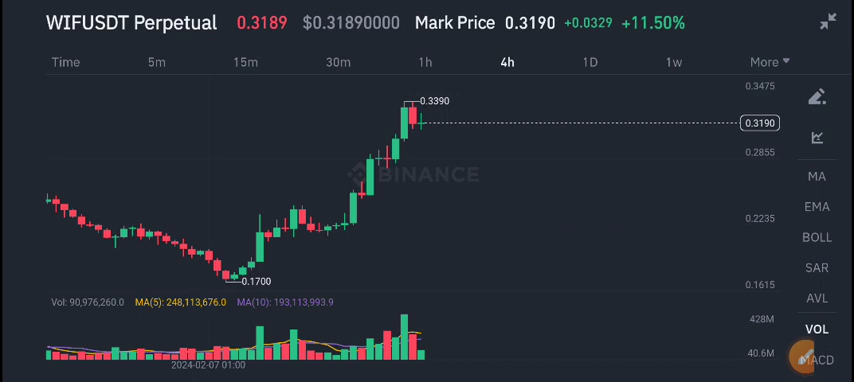 WIFUSDT Perpetual 0.3189 $0.31890000 Mark Price 0.3190 +0.0329 +11.50%
Time 5m 15m 30m 1h 4h 1D 1w More
0.3475
0.3390
0.3190
0.2855
BINANCE
MA
EMA
0.2235
BOLL
SAR
0.1700
0.1615
AVL
Vol: 90,976,260.0 MA(5): 248,113,676.0 MA(10): 193,113,993.9
428M
VOL
40.6M
MACD
2024-02-07 01:00